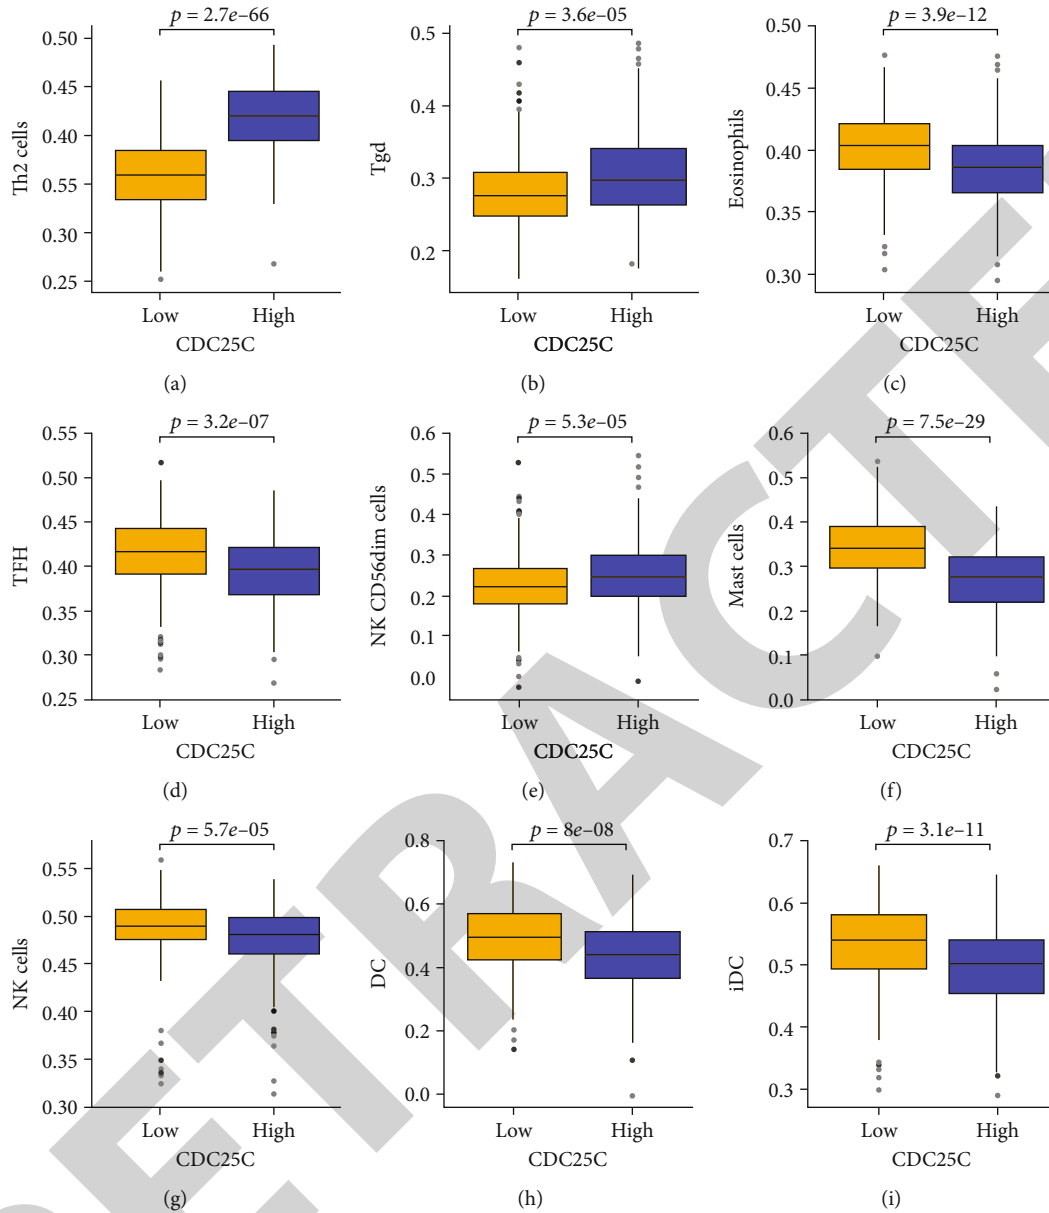 p = 2.7e–66
Th2 cells
0.50
0.45
0.40
0.55
0.30
0.25
Low High
CDC25C
(a)
p = 3.6e–05
Tgd
0.5
0.4
0.3
0.2
Low High
CDC25C
(b)
p = 3.9e–12
Eosinophils
0.50
0.45
0.40
0.35
0.30
Low High
CDC25C
(c)
p = 3.2e–07
TFH
0.55
0.50
0.45
0.40
0.35
0.30
0.25
Low High
CDC25C
(d)
p = 5.3e–05
NK CD56dim cells
0.6
0.5
0.4
0.3
0.2
0.1
0.0
Low High
CDC25C
(e)
p = 7.5e–29
Mast cells
0.6
0.5
0.4
0.3
0.2
0.1
0.0
Low High
CDC25C
(f)
p = 5.7e–05
NK cells
0.55
0.50
0.45
0.40
0.35
0.30
Low High
CDC25C
(g)
p = 8e–08
DC
0.8
0.6
0.4
0.2
0.0
Low High
CDC25C
(h)
p = 3.1e–11
iDC
0.7
0.6
0.5
0.4
0.3
Low High
CDC25C
(i)
RETRACTE